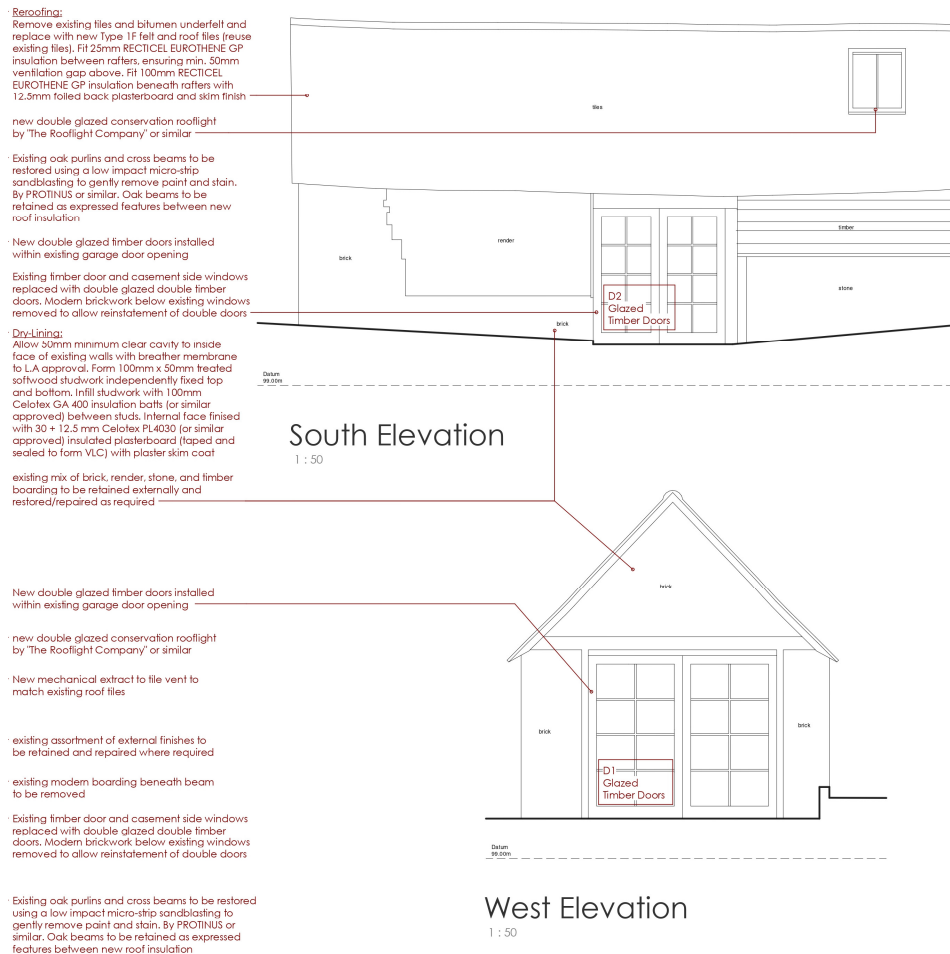 Reroofing:
Remove existing tiles and bitumen underfelt and
replace with new Type 1F felt and roof tiles (reuse
existing tiles). Fit 25mm RECTICEL EUROTHENE GP
insulation between rafters, ensuring min. 50mm
ventilation gap above. Fit 100mm RECTICEL
EUROTHENE GP insulation beneath rafters with
12.5mm foiled back plasterboard and skim finish
new double glazed conservation rooflight
by "The Rooflight Company" or similar
Existing oak purlins and cross beams to be
restored using a low impact micro-strip
sandblasting to gently remove paint and stain.
By PROTINUS or similar. Oak beams to be
retained as expressed features between new
roof insulation
New double glazed timber doors installed
within existing garage door opening
Existing timber door and casement side windows
replaced with double glazed double timber
doors. Modern brickwork below existing windows
removed to allow reinstatement of double doors
Dry-Lining:
Allow 50mm minimum clear cavity to inside
face of existing walls with breather membrane
to L.A approval. Form 100mm x 50mm treated
softwood studwork independently fixed top
and bottom. Infill studwork with 100mm
Celotex GA 400 insulation batts (or similar
approved) between studs. Internal face finised
with 30 + 12.5 mm Celotex PL4030 (or similar
approved) insulated plasterboard (taped and
sealed to form VLC) with plaster skim coat
existing mix of brick, render, stone, and timber
boarding to be retained externally and
restored/repaired as required
tiles
brick
render
timber
stone
D2
Glazed
Timber Doors
brick
Datum
99.00m
South Elevation
1 : 50
New double glazed timber doors installed
within existing garage door opening
new double glazed conservation rooflight
by "The Rooflight Company" or similar
New mechanical extract to tile vent to
match existing roof tiles
existing assortment of external finishes to
be retained and repaired where required
existing modern boarding beneath beam
to be removed
Existing timber door and casement side windows
replaced with double glazed double timber
doors. Modern brickwork below existing windows
removed to allow reinstatement of double doors
Existing oak purlins and cross beams to be restored
using a low impact micro-strip sandblasting to
gently remove paint and stain. By PROTINUS or
similar. Oak beams to be retained as expressed
features between new roof insulation
brick
brick
brick
D1
Glazed
Timber Doors
Datum
99.00m
West Elevation
1 : 50